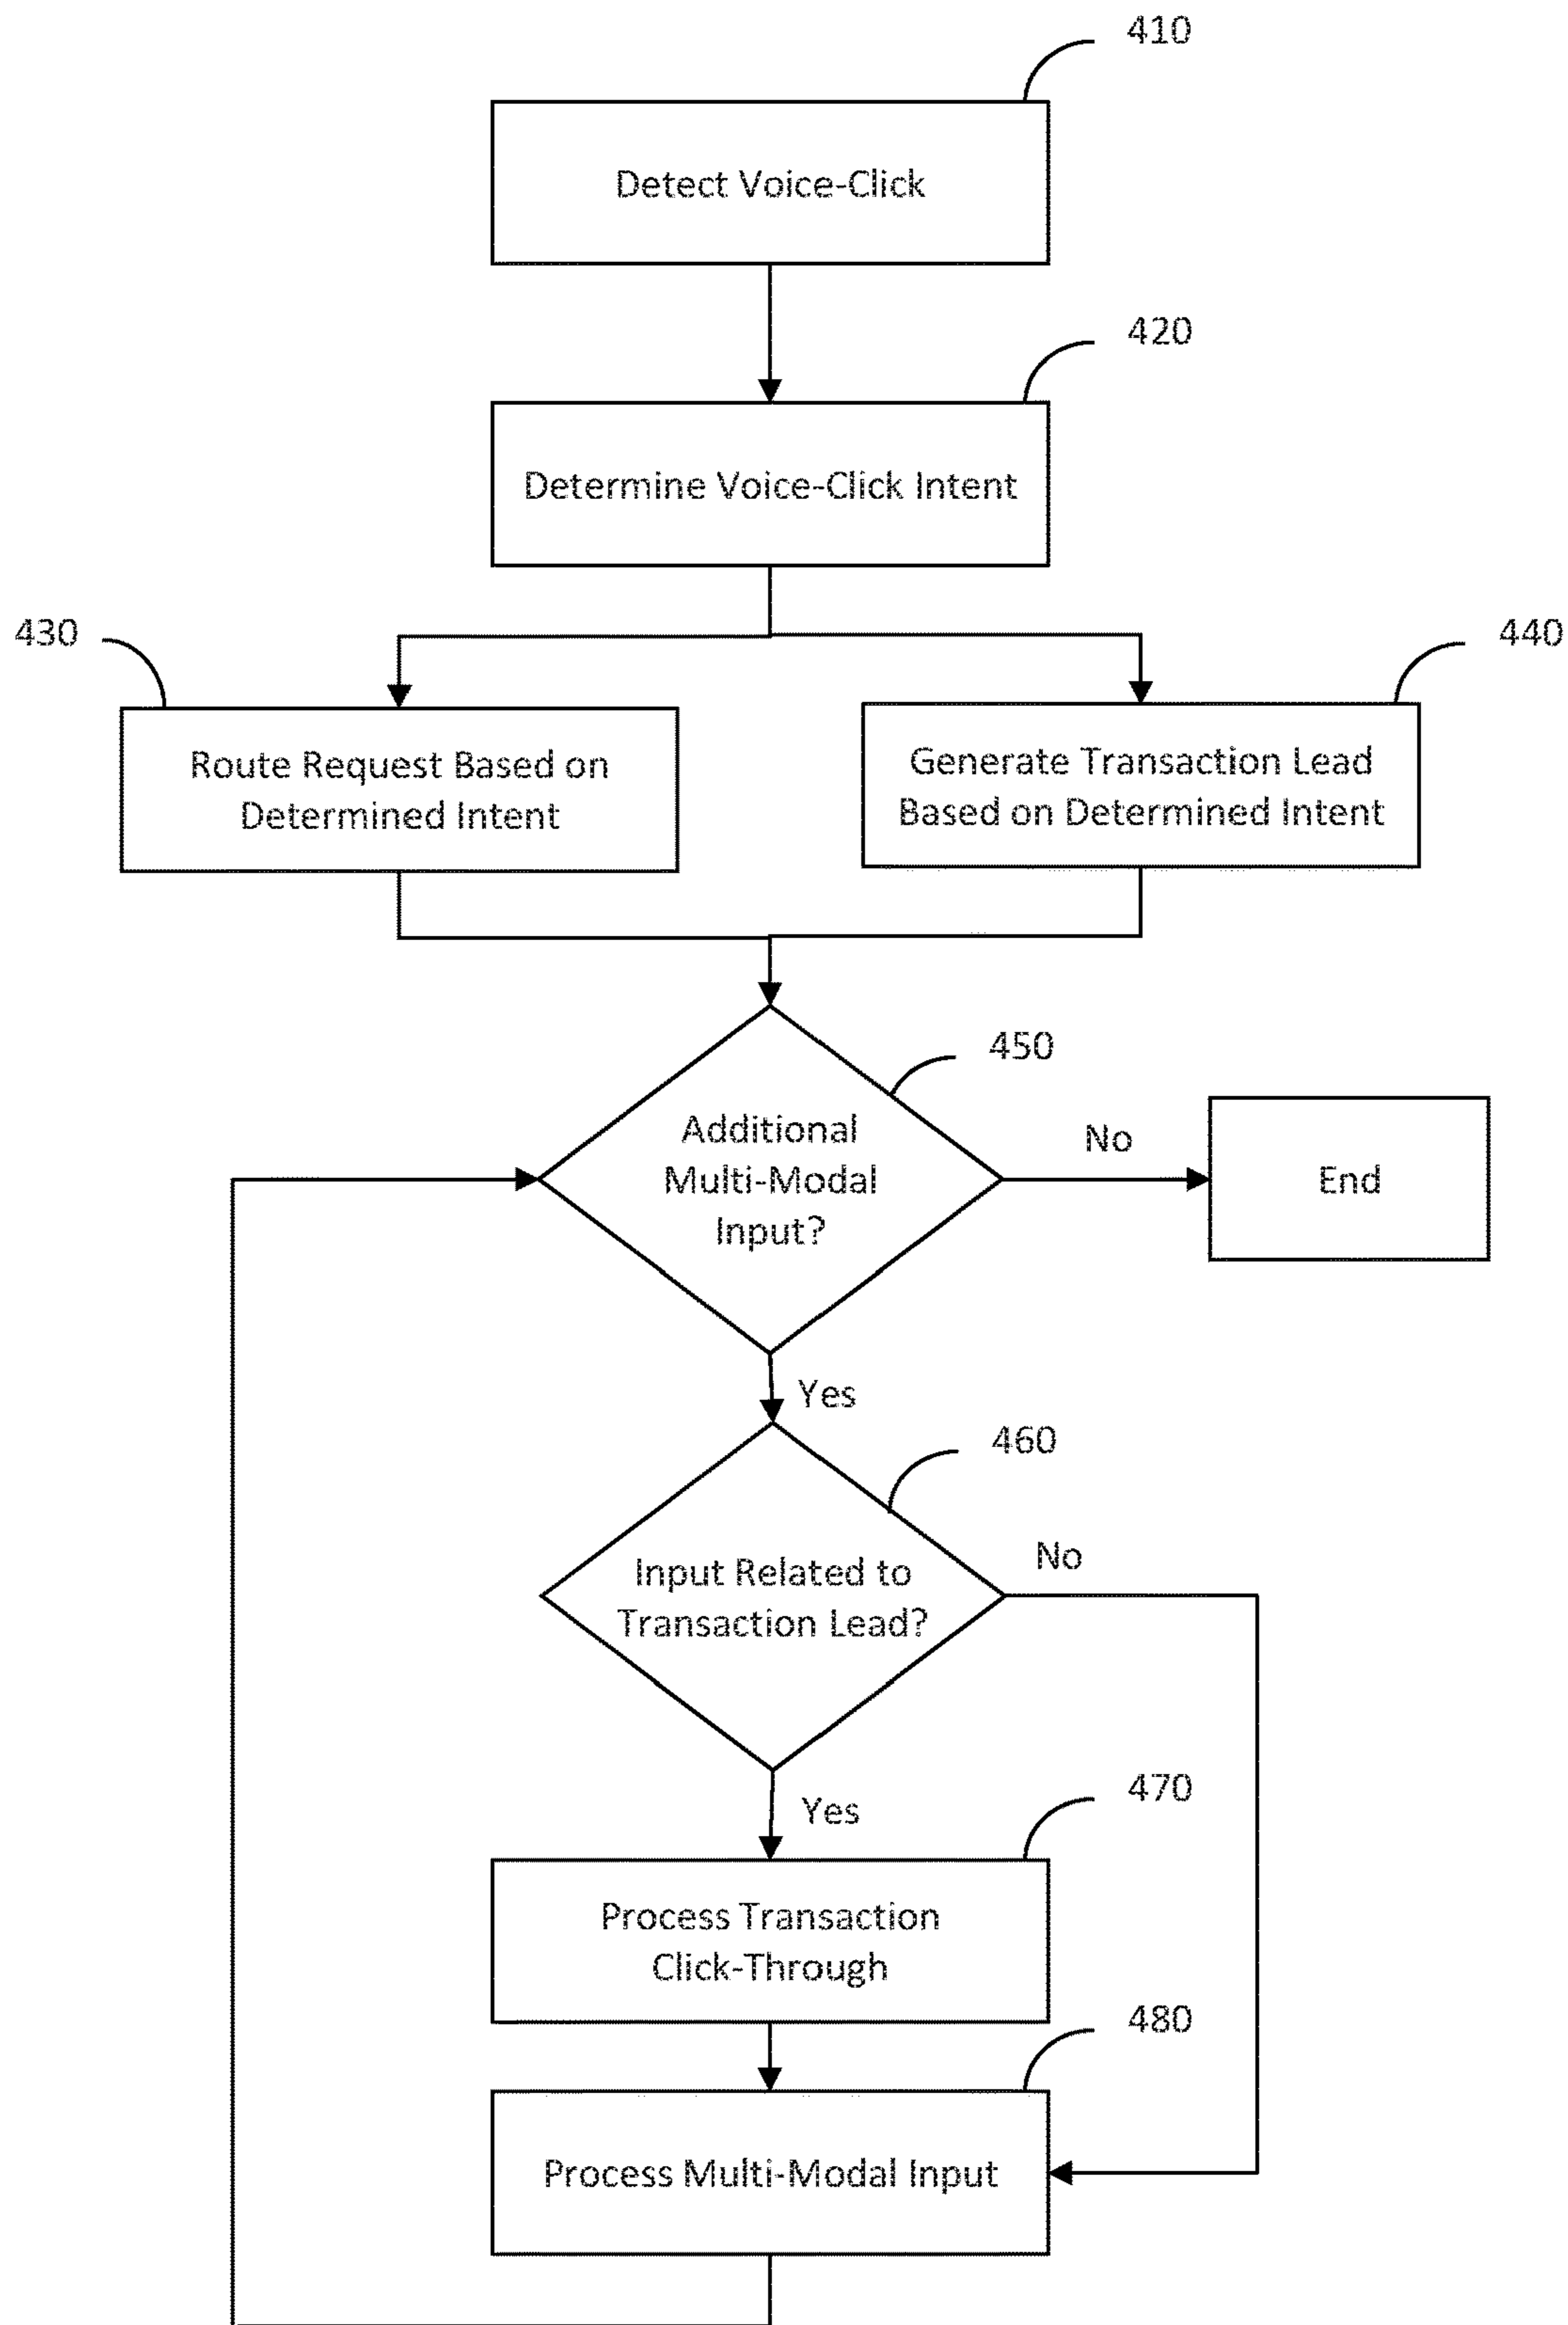 410
Detect Voice-Click
420
Determine Voice-Click Intent
430
440
Route Request Based on
Determined Intent
Generate Transaction Lead
Based on Determined Intent
450
Additional
Multi-Modal
Input?
No
End
Yes
460
Input Related to
Transaction Lead?
No
Yes
470
Process Transaction
Click-Through
480
Process Multi-Modal Input